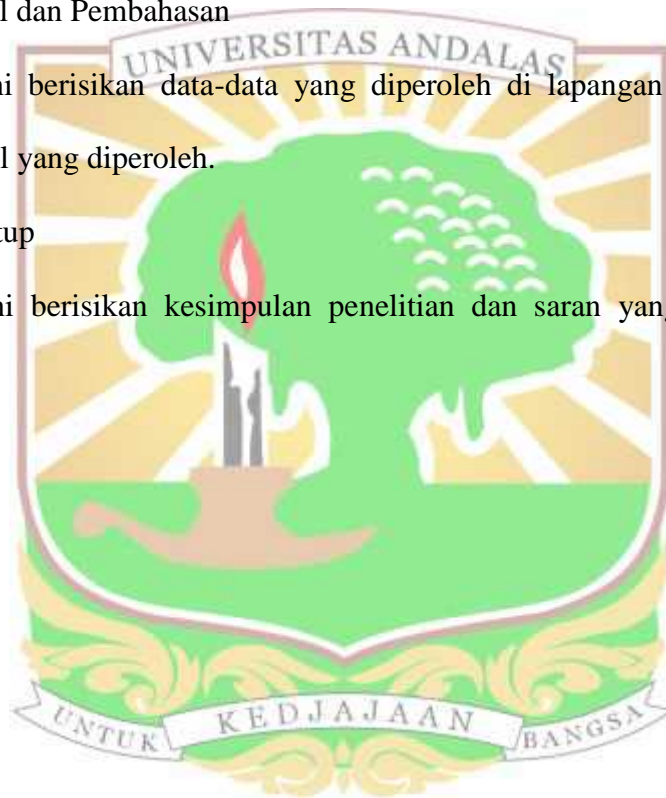 l dan Pembahasan
UNIVERSITAS ANDALAS
ni berisikan data-data yang diperoleh di lapangan
l yang diperoleh.
tup
ni berisikan kesimpulan penelitian dan saran yang
UNTUK KEDJAJAAN BANGSA